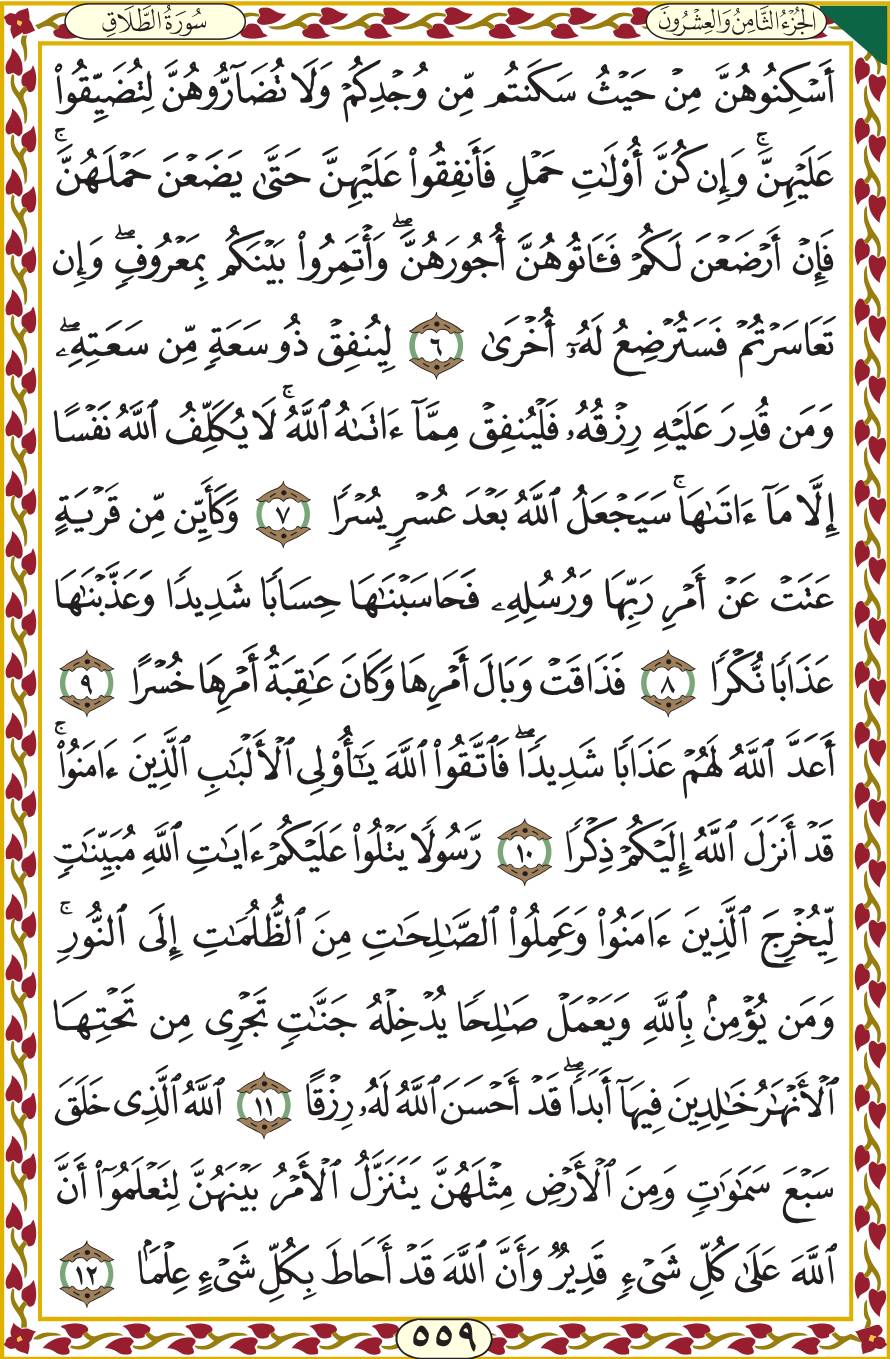 الجُزْءُ الثَّامِنُ وَالعِشْرُونَ
سُورَةُ الطَّلَاقِ
أَسْكِنُوهُنَّ مِنْ حَيْثُ سَكَنتُم مِّن وُجْدِكُمْ وَلَا تُضَآرُّوهُنَّ لِتُضَيِّقُوا۟
عَلَيْهِنَّ ۚ وَإِن كُنَّ أُو۟لَـٰتِ حَمْلٍ فَأَنفِقُوا۟ عَلَيْهِنَّ حَتَّىٰ يَضَعْنَ حَمْلَهُنَّ ۚ
فَإِنْ أَرْضَعْنَ لَكُمْ فَـَٔاتُوهُنَّ أُجُورَهُنَّ ۖ وَأْتَمِرُوا۟ بَيْنَكُم بِمَعْرُوفٍ ۖ وَإِن
تَعَاسَرْتُمْ فَسَتُرْضِعُ لَهُۥٓ أُخْرَىٰ ٦ لِيُنفِقْ ذُو سَعَةٍ مِّن سَعَتِهِۦ ۖ
وَمَن قُدِرَ عَلَيْهِ رِزْقُهُۥ فَلْيُنفِقْ مِمَّآ ءَاتَىٰهُ ٱللَّهُ ۚ لَا يُكَلِّفُ ٱللَّهُ نَفْسًا
إِلَّا مَآ ءَاتَىٰهَا ۚ سَيَجْعَلُ ٱللَّهُ بَعْدَ عُسْرٍ يُسْرًا ٧ وَكَأَيِّن مِّن قَرْيَةٍ
عَتَتْ عَنْ أَمْرِ رَبِّهَا وَرُسُلِهِۦ فَحَاسَبْنَـٰهَا حِسَابًا شَدِيدًا وَعَذَّبْنَـٰهَا
عَذَابًا نُّكْرًا ٨ فَذَاقَتْ وَبَالَ أَمْرِهَا وَكَانَ عَـٰقِبَةُ أَمْرِهَا خُسْرًا ٩
أَعَدَّ ٱللَّهُ لَهُمْ عَذَابًا شَدِيدًا ۖ فَٱتَّقُوا۟ ٱللَّهَ يَـٰٓأُو۟لِى ٱلْأَلْبَـٰبِ ٱلَّذِينَ ءَامَنُوا۟ ۚ
قَدْ أَنزَلَ ٱللَّهُ إِلَيْكُمْ ذِكْرًا ١٠ رَّسُولًا يَتْلُوا۟ عَلَيْكُمْ ءَايَـٰتِ ٱللَّهِ مُبَيِّنَـٰتٍ
لِّيُخْرِجَ ٱلَّذِينَ ءَامَنُوا۟ وَعَمِلُوا۟ ٱلصَّـٰلِحَـٰتِ مِنَ ٱلظُّلُمَـٰتِ إِلَى ٱلنُّورِ ۚ
وَمَن يُؤْمِنۢ بِٱللَّهِ وَيَعْمَلْ صَـٰلِحًا يُدْخِلْهُ جَنَّـٰتٍ تَجْرِى مِن تَحْتِهَا
ٱلْأَنْهَـٰرُ خَـٰلِدِينَ فِيهَآ أَبَدًا ۖ قَدْ أَحْسَنَ ٱللَّهُ لَهُۥ رِزْقًا ١١ ٱللَّهُ ٱلَّذِى خَلَقَ
سَبْعَ سَمَـٰوَٰتٍ وَمِنَ ٱلْأَرْضِ مِثْلَهُنَّ يَتَنَزَّلُ ٱلْأَمْرُ بَيْنَهُنَّ لِتَعْلَمُوٓا۟ أَنَّ
ٱللَّهَ عَلَىٰ كُلِّ شَىْءٍ قَدِيرٌ وَأَنَّ ٱللَّهَ قَدْ أَحَاطَ بِكُلِّ شَىْءٍ عِلْمًۢا ١٢
٥٥٩